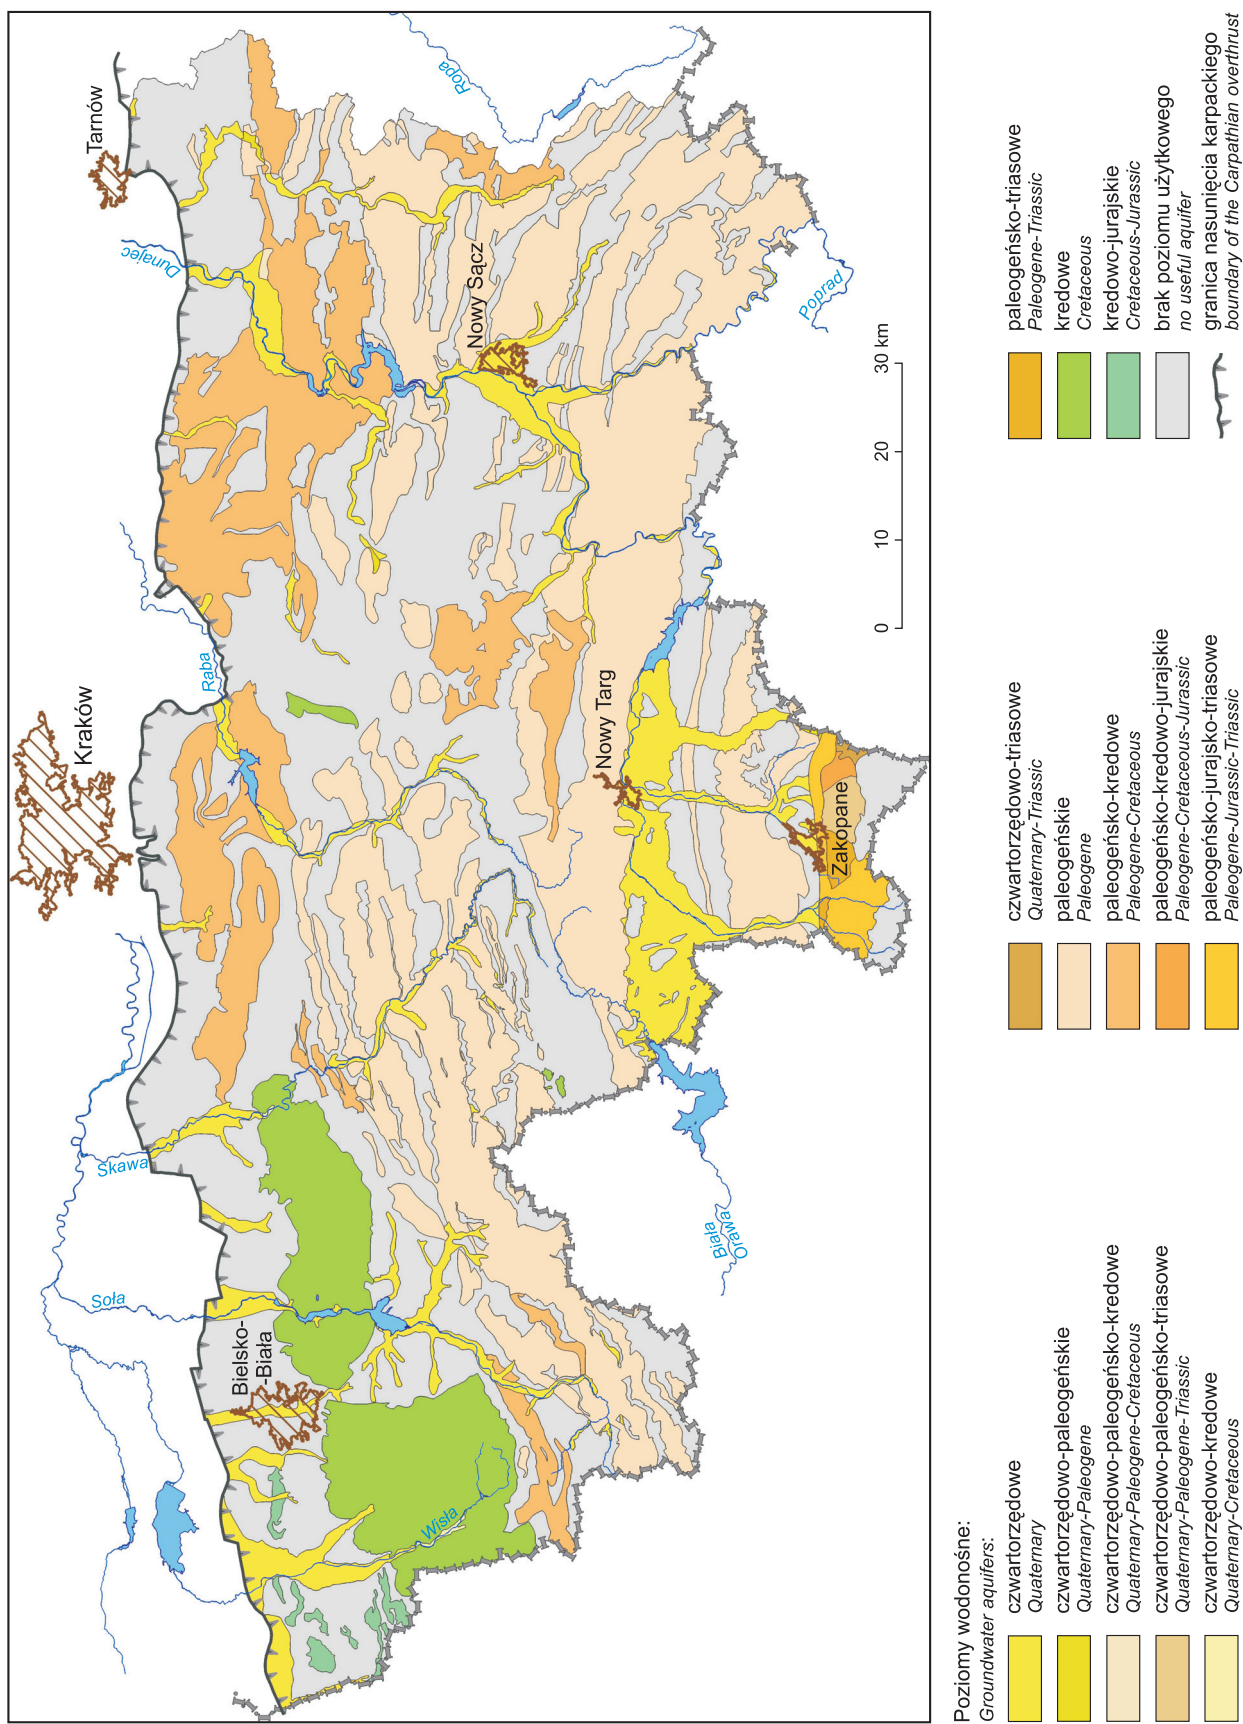 Kraków
Tarnów
Dunajec
Ropa
Raba
Skawa
Soła
Bielsko-
-Biała
Wisła
Nowy Sącz
Poprad
Nowy Targ
Zakopane
Biała
Orawa
0
10
20
30 km
Poziomy wodonośne:
Groundwater aquifers:
czwartorzędowe
Quaternary
czwartorzędowo-paleogeńskie
Quaternary-Paleogene
czwartorzędowo-paleogeńsko-kredowe
Quaternary-Paleogene-Cretaceous
czwartorzędowo-paleogeńsko-triasowe
Quaternary-Paleogene-Triassic
czwartorzędowo-kredowe
Quaternary-Cretaceous
czwartorzędowo-triasowe
Quaternary-Triassic
paleogeńskie
Paleogene
paleogeńsko-kredowe
Paleogene-Cretaceous
paleogeńsko-kredowo-jurajskie
Paleogene-Cretaceous-Jurassic
paleogeńsko-jurajsko-triasowe
Paleogene-Jurassic-Triassic
paleogeńsko-triasowe
Paleogene-Triassic
kredowe
Cretaceous
kredowo-jurajskie
Cretaceous-Jurassic
brak poziomu użytkowego
no useful aquifer
granica nasunięcia karpackiego
boundary of the Carpathian overthrust